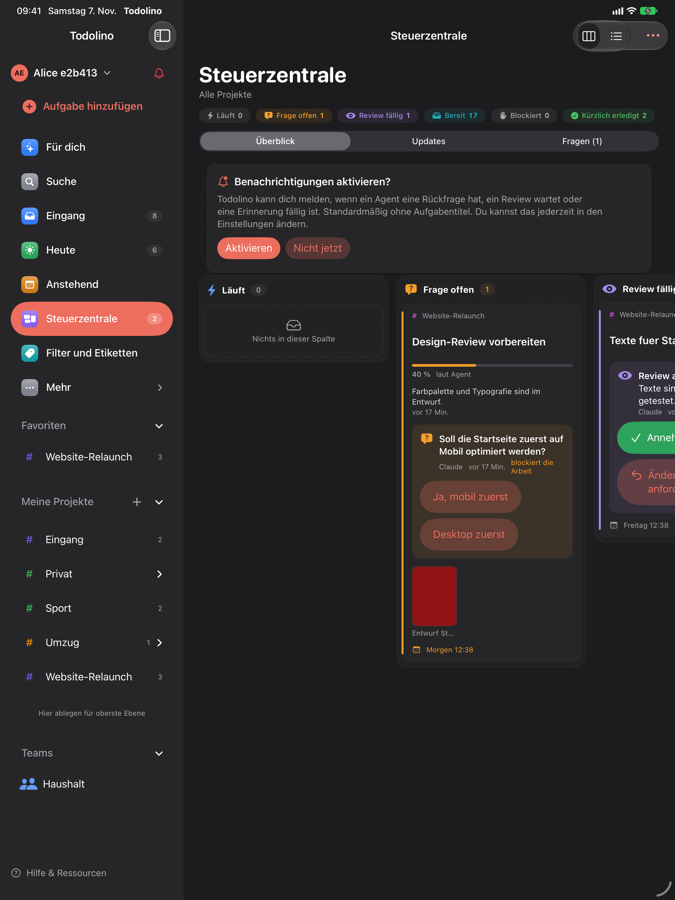 09:41 Samstag 7. Nov. Todolino
Todolino
Alice e2b413
AE
Aufgabe hinzufügen
Für dich
Suche
Eingang 8
Heute 6
Anstehend
Steuerzentrale 2
Filter und Etiketten
Mehr
Favoriten
# Website-Relaunch 3
Meine Projekte
# Eingang 2
# Privat
# Sport 2
# Umzug 1
# Website-Relaunch 3
Hier ablegen für oberste Ebene
Teams
Haushalt
Hilfe & Ressourcen
Steuerzentrale
Steuerzentrale
Alle Projekte
Läuft 0
Frage offen 1
Review fällig 1
Bereit 17
Blockiert 0
Kürzlich erledigt 2
Überblick
Updates
Fragen (1)
Benachrichtigungen aktivieren?
Todolino kann dich melden, wenn ein Agent eine Rückfrage hat, ein Review wartet oder
eine Erinnerung fällig ist. Standardmäßig ohne Aufgabentitel. Du kannst das jederzeit in den
Einstellungen ändern.
Aktivieren
Nicht jetzt
Läuft 0
Nichts in dieser Spalte
Frage offen 1
# Website-Relaunch
Design-Review vorbereiten
40 % laut Agent
Farbpalette und Typografie sind im
Entwurf.
vor 17 Min.
Soll die Startseite zuerst auf
Mobil optimiert werden?
Claude vor 17 Min. blockiert die
Arbeit
Ja, mobil zuerst
Desktop zuerst
Entwurf St...
Morgen 12:38
Review fällig
# Website-Relaun
Texte fuer Sta
Review a
Texte sin
getestet.
Claude vo
Anneh
Änder
anford
Freitag 12:38